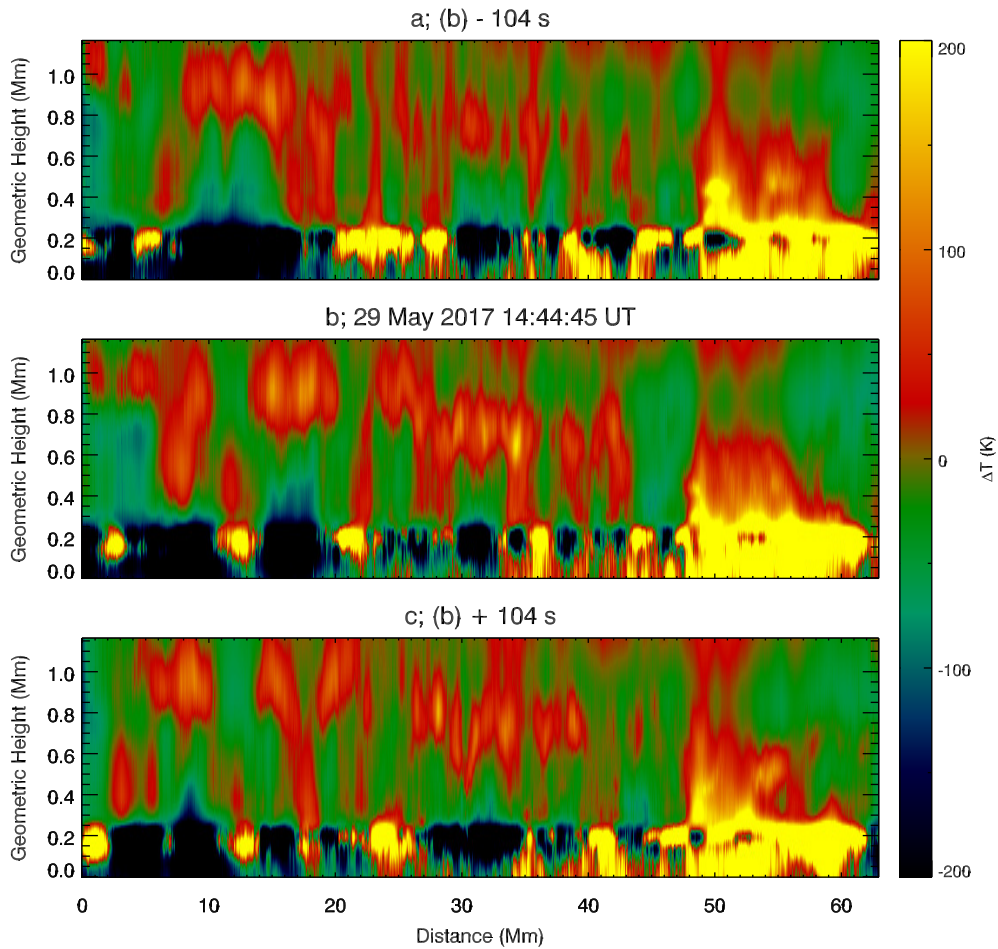 a; (b) - 104 s
Geometric Height (Mm)
1.0
0.8
0.6
0.4
0.2
0.0
b; 29 May 2017 14:44:45 UT
Geometric Height (Mm)
1.0
0.8
0.6
0.4
0.2
0.0
c; (b) + 104 s
Geometric Height (Mm)
1.0
0.8
0.6
0.4
0.2
0.0
0 10 20 30 40 50 60
Distance (Mm)
200
100
0
-100
-200
ΔT (K)